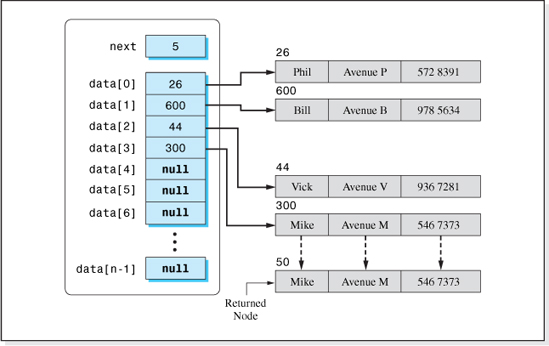 next 5
data[0] 26
data[1] 600
data[2] 44
data[3] 300
data[4] null
data[5] null
data[6] null
data[n-1] null
26
Phil Avenue P 572 8391
600
Bill Avenue B 978 5634
44
Vick Avenue V 936 7281
300
Mike Avenue M 546 7373
50
Mike Avenue M 546 7373
Returned
Node